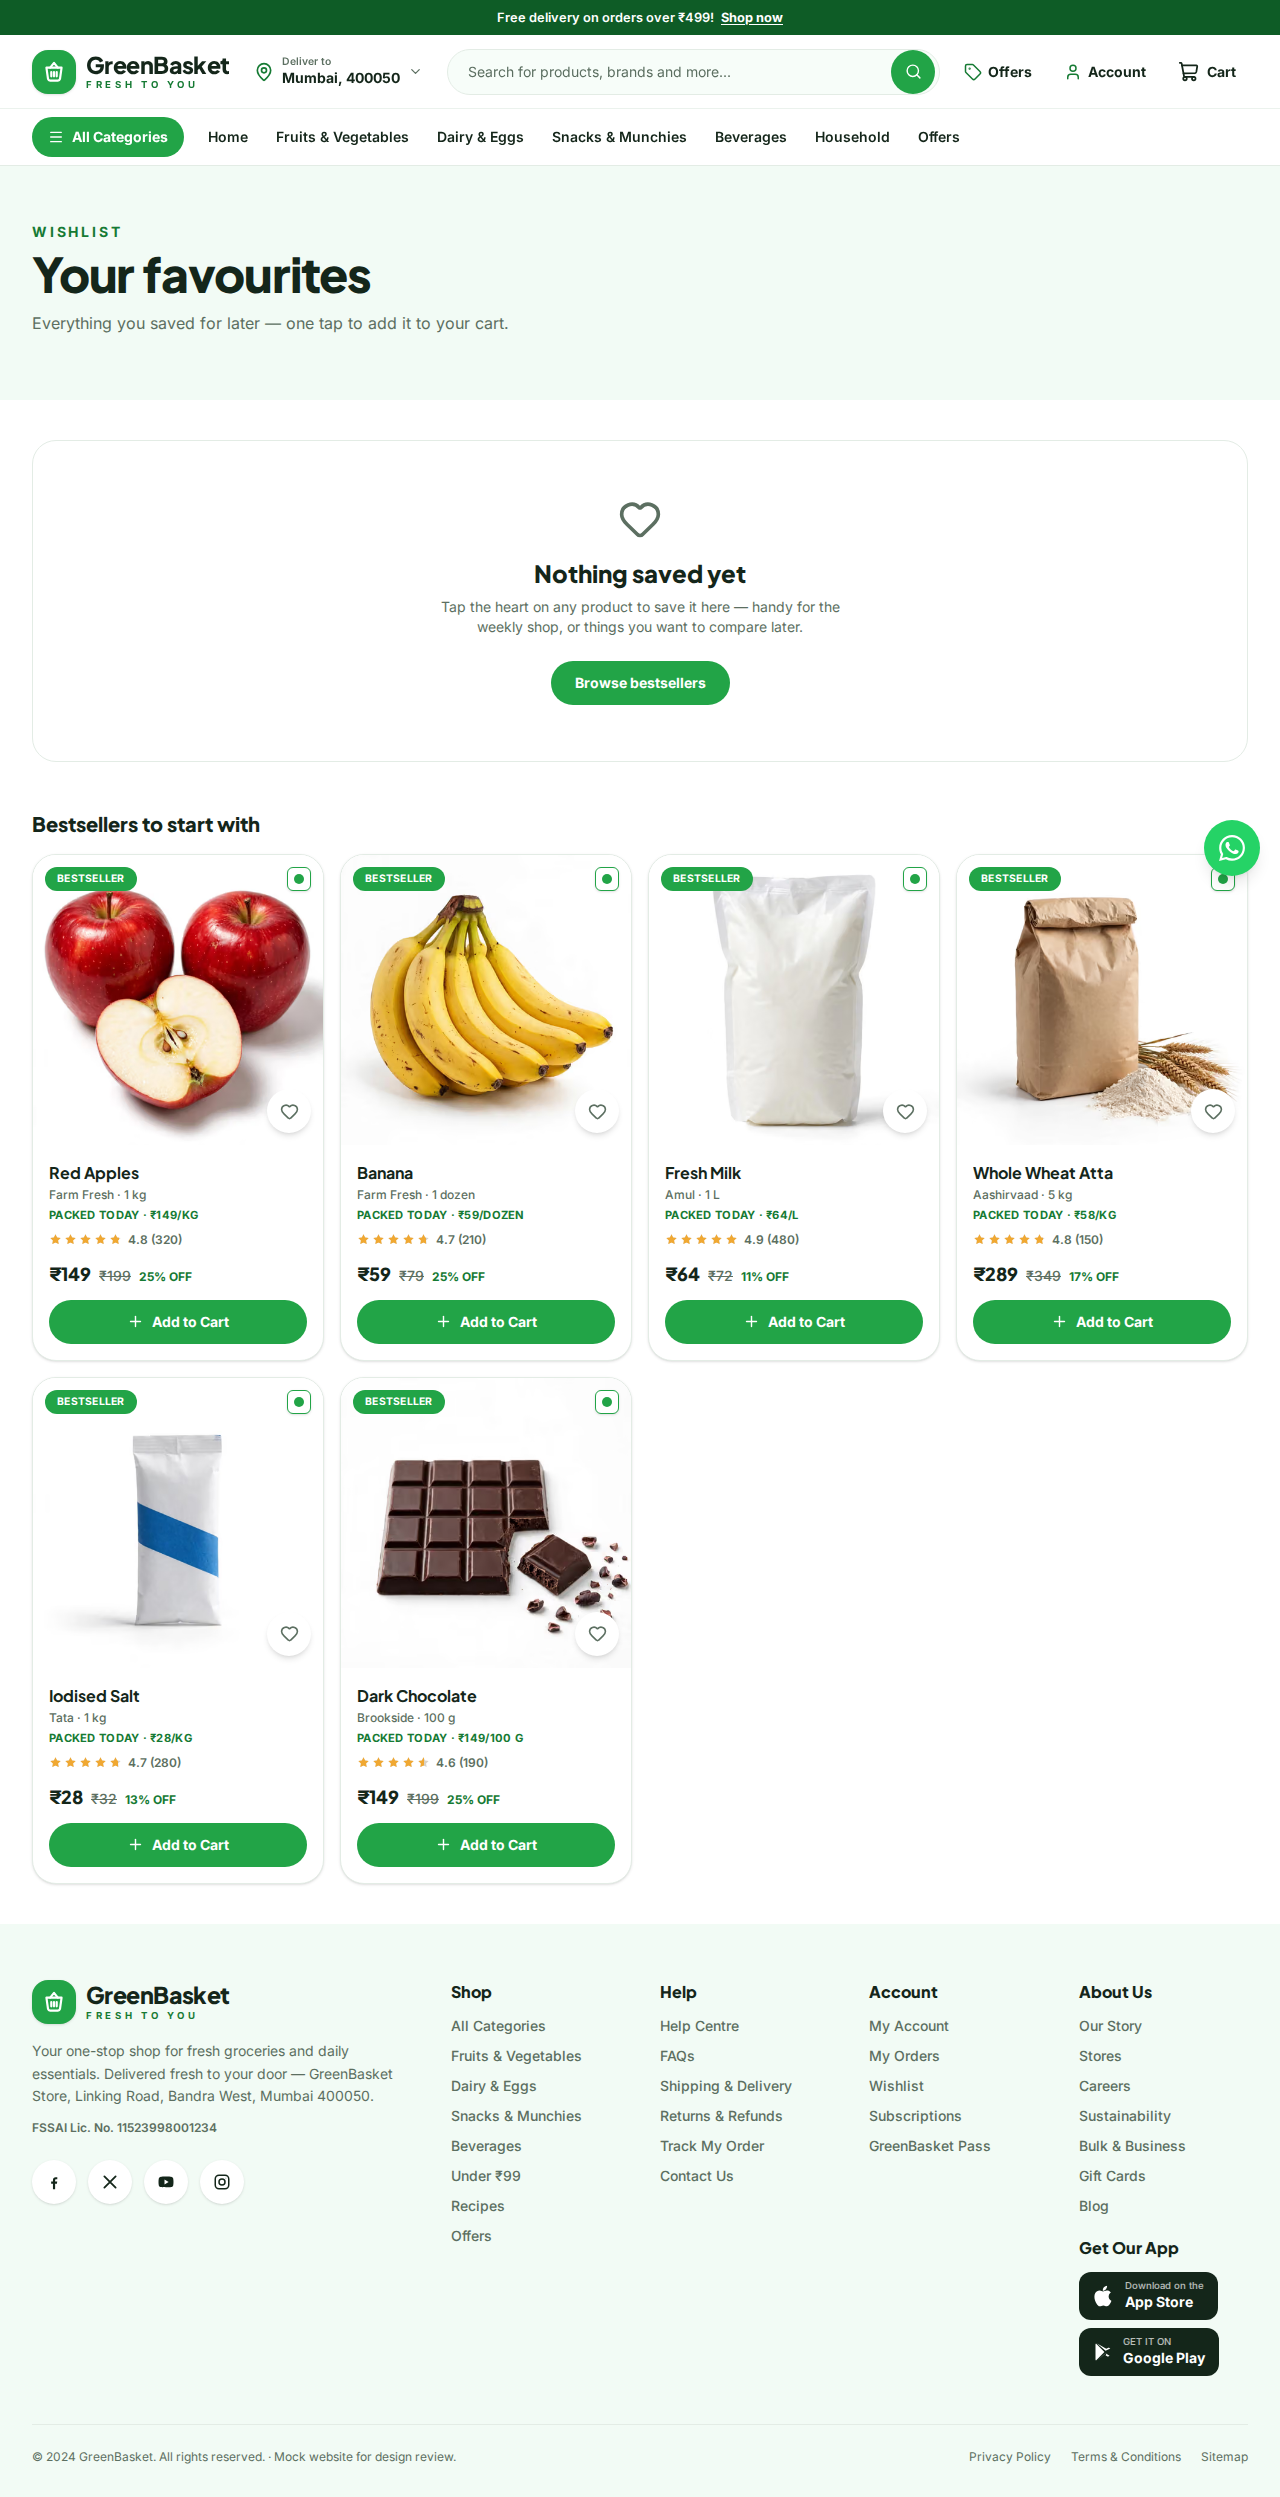 Free delivery on orders over ₹499! Shop now
GreenBasket
FRESH TO YOU
Deliver to
Mumbai, 400050
Search for products, brands and more...
Offers
Account
Cart
All Categories
Home
Fruits & Vegetables
Dairy & Eggs
Snacks & Munchies
Beverages
Household
Offers
WISHLIST
Your favourites
Everything you saved for later — one tap to add it to your cart.
Nothing saved yet
Tap the heart on any product to save it here — handy for the
weekly shop, or things you want to compare later.
Browse bestsellers
Bestsellers to start with
BESTSELLER
Red Apples
Farm Fresh · 1 kg
PACKED TODAY · ₹149/KG
4.8 (320)
₹149 ₹199 25% OFF
Add to Cart
BESTSELLER
Banana
Farm Fresh · 1 dozen
PACKED TODAY · ₹59/DOZEN
4.7 (210)
₹59 ₹79 25% OFF
Add to Cart
BESTSELLER
Fresh Milk
Amul · 1 L
PACKED TODAY · ₹64/L
4.9 (480)
₹64 ₹72 11% OFF
Add to Cart
BESTSELLER
Whole Wheat Atta
Aashirvaad · 5 kg
PACKED TODAY · ₹58/KG
4.8 (150)
₹289 ₹349 17% OFF
Add to Cart
BESTSELLER
Iodised Salt
Tata · 1 kg
PACKED TODAY · ₹28/KG
4.7 (280)
₹28 ₹32 13% OFF
Add to Cart
BESTSELLER
Dark Chocolate
Brookside · 100 g
PACKED TODAY · ₹149/100 G
4.6 (190)
₹149 ₹199 25% OFF
Add to Cart
GreenBasket
FRESH TO YOU
Your one-stop shop for fresh groceries and daily
essentials. Delivered fresh to your door — GreenBasket
Store, Linking Road, Bandra West, Mumbai 400050.
FSSAI Lic. No. 11523998001234
Shop
All Categories
Fruits & Vegetables
Dairy & Eggs
Snacks & Munchies
Beverages
Under ₹99
Recipes
Offers
Help
Help Centre
FAQs
Shipping & Delivery
Returns & Refunds
Track My Order
Contact Us
Account
My Account
My Orders
Wishlist
Subscriptions
GreenBasket Pass
About Us
Our Story
Stores
Careers
Sustainability
Bulk & Business
Gift Cards
Blog
Get Our App
Download on the
App Store
GET IT ON
Google Play
© 2024 GreenBasket. All rights reserved. · Mock website for design review.
Privacy Policy
Terms & Conditions
Sitemap